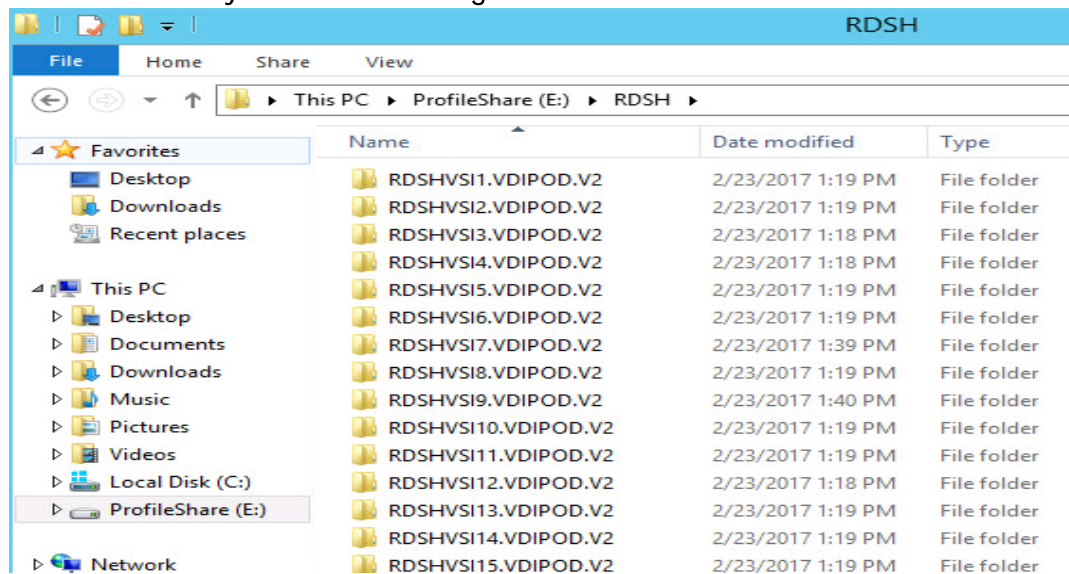 RDSH
File Home Share View
This PC ▸ ProfileShare (E:) ▸ RDSH ▸
Name Date modified Type
Favorites
Desktop
Downloads
Recent places
This PC
Desktop
Documents
Downloads
Music
Pictures
Videos
Local Disk (C:)
ProfileShare (E:)
Network
RDSHVSI1.VDIPOD.V2 2/23/2017 1:19 PM File folder
RDSHVSI2.VDIPOD.V2 2/23/2017 1:19 PM File folder
RDSHVSI3.VDIPOD.V2 2/23/2017 1:18 PM File folder
RDSHVSI4.VDIPOD.V2 2/23/2017 1:18 PM File folder
RDSHVSI5.VDIPOD.V2 2/23/2017 1:19 PM File folder
RDSHVSI6.VDIPOD.V2 2/23/2017 1:19 PM File folder
RDSHVSI7.VDIPOD.V2 2/23/2017 1:39 PM File folder
RDSHVSI8.VDIPOD.V2 2/23/2017 1:19 PM File folder
RDSHVSI9.VDIPOD.V2 2/23/2017 1:40 PM File folder
RDSHVSI10.VDIPOD.V2 2/23/2017 1:19 PM File folder
RDSHVSI11.VDIPOD.V2 2/23/2017 1:19 PM File folder
RDSHVSI12.VDIPOD.V2 2/23/2017 1:18 PM File folder
RDSHVSI13.VDIPOD.V2 2/23/2017 1:19 PM File folder
RDSHVSI14.VDIPOD.V2 2/23/2017 1:19 PM File folder
RDSHVSI15.VDIPOD.V2 2/23/2017 1:19 PM File folder